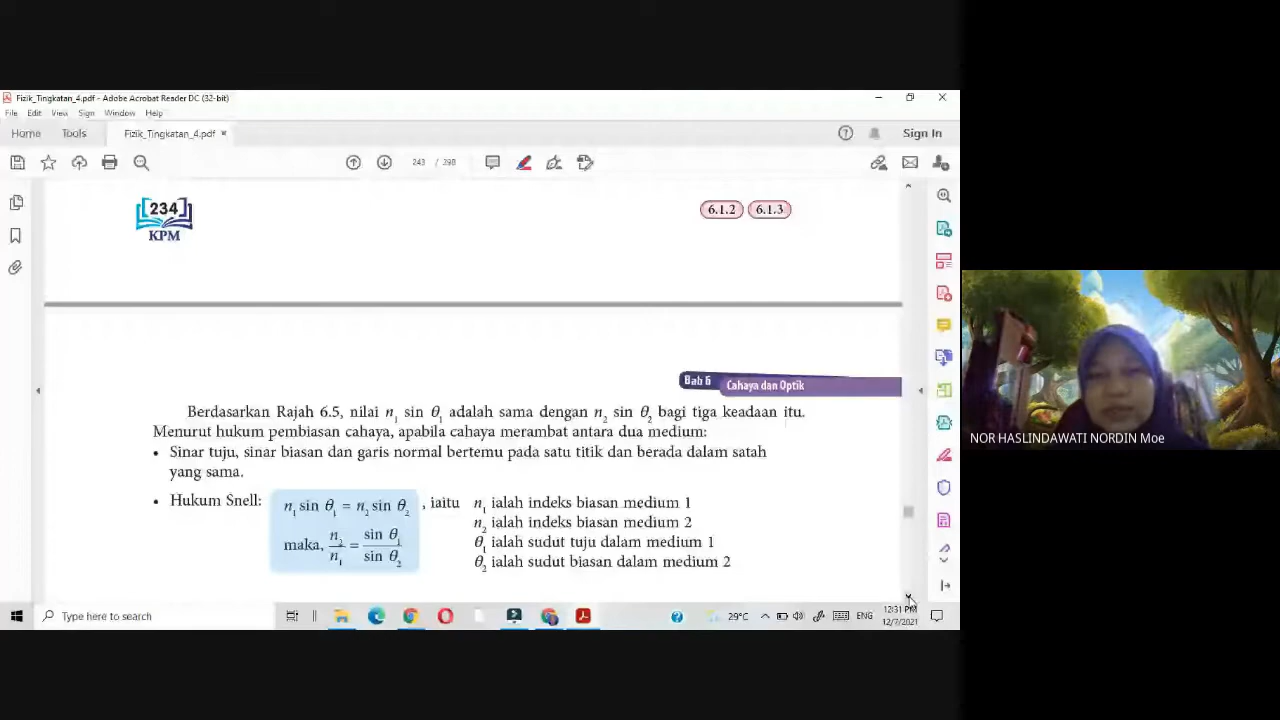 Fizik_Tingkatan_4.pdf - Adobe Acrobat Reader DC (32-bit)
File Edit View Sign Window Help
Home Tools Fizik_Tingkatan_4.pdf × Sign In
243 / 298
234
KPM
6.1.2 6.1.3
Bab 6 Cahaya dan Optik
Berdasarkan Rajah 6.5, nilai n₁ sin θ₁ adalah sama dengan n₂ sin θ₂ bagi tiga keadaan itu.
Menurut hukum pembiasan cahaya, apabila cahaya merambat antara dua medium:
• Sinar tuju, sinar biasan dan garis normal bertemu pada satu titik dan berada dalam satah
yang sama.
• Hukum Snell: n₁ sin θ₁ = n₂ sin θ₂ , iaitu n₁ ialah indeks biasan medium 1
n₂ ialah indeks biasan medium 2
maka, n₂/n₁ = sin θ₁/sin θ₂ θ₁ ialah sudut tuju dalam medium 1
θ₂ ialah sudut biasan dalam medium 2
NOR HASLINDAWATI NORDIN Moe
Type here to search 29°C ENG 12:31 PM
12/7/2021